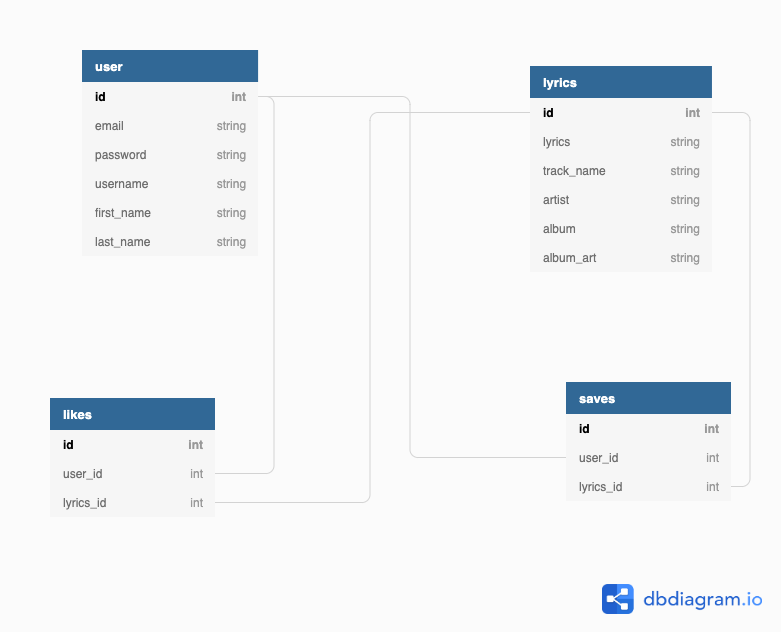 user
id int
email string
password string
username string
first_name string
last_name string
lyrics
id int
lyrics string
track_name string
artist string
album string
album_art string
likes
id int
user_id int
lyrics_id int
saves
id int
user_id int
lyrics_id int
dbdiagram.io